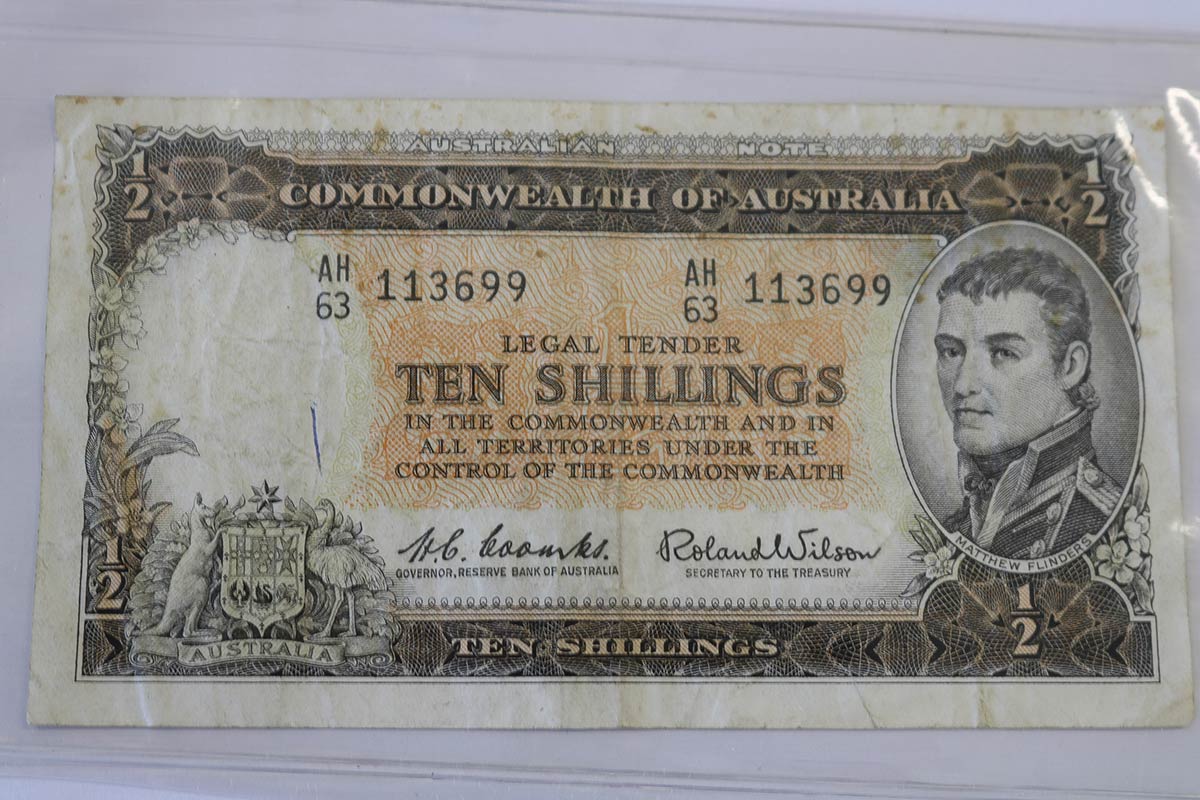 AUSTRALIAN NOTE
1/2 1/2
COMMONWEALTH OF AUSTRALIA
AH 63 113699 AH 63 113699
LEGAL TENDER
TEN SHILLINGS
IN THE COMMONWEALTH AND IN
ALL TERRITORIES UNDER THE
CONTROL OF THE COMMONWEALTH
H.C. Coombs. Roland Wilson
GOVERNOR, RESERVE BANK OF AUSTRALIA SECRETARY TO THE TREASURY
MATTHEW FLINDERS
1/2 1/2
AUSTRALIA
TEN SHILLINGS